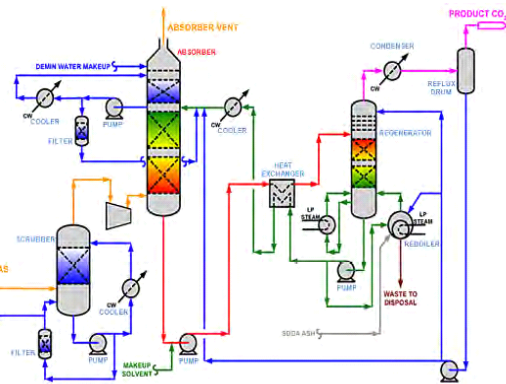 PRODUCT CO
ABSORBER VENT
CONDENSER
ABSORBER
DEMIN WATER MAKEUP
CW
REFLUX
DRUM
CW
COOLER
PUMP
CW
COOLER
REGENERATOR
FILTER
HEAT
EXCHANGER
LP
STEAM
LP
STEAM
SCRUBBER
REBOILER
AS
CW
COOLER
PUMP
WASTE TO
DISPOSAL
SODA ASH
FILTER
PUMP
MAKEUP
SOLVENT
PUMP